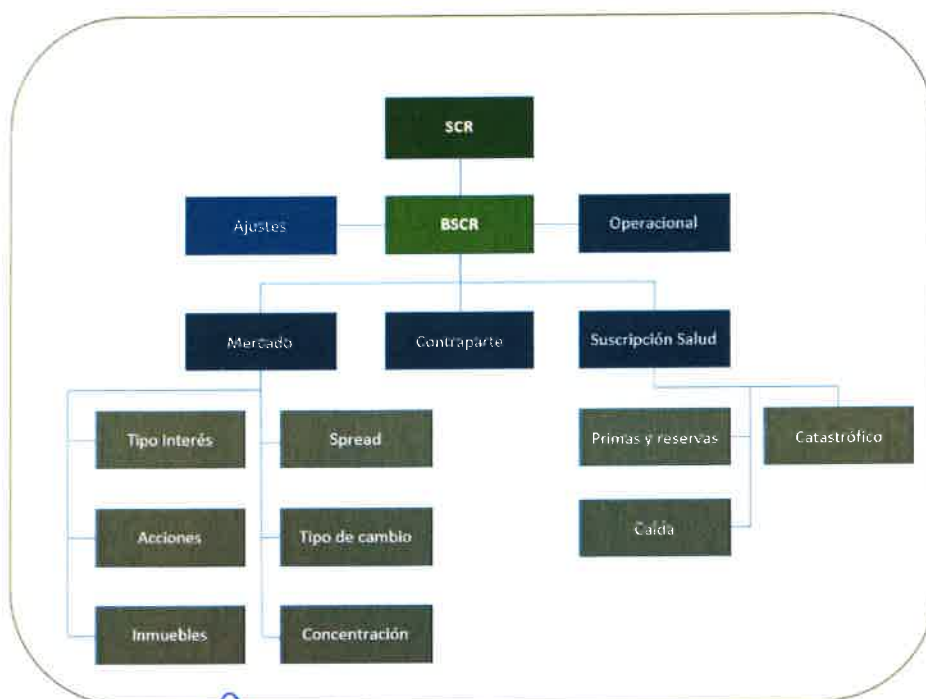 SCR
Ajustes
BSCR
Operacional
Mercado
Contraparte
Suscripción Salud
Tipo Interés
Spread
Primas y reservas
Catastrófico
Acciones
Tipo de cambio
Caída
Inmuebles
Concentración